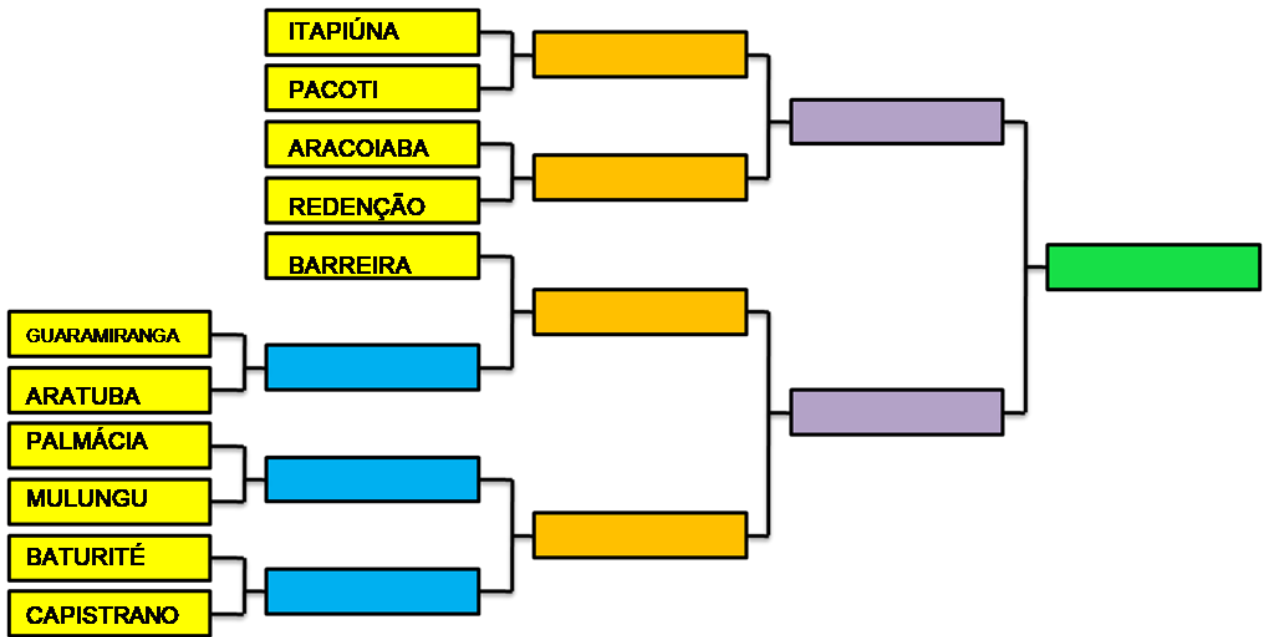 ITAPIÚNA
PACOTI
ARACOIABA
REDENÇÃO
BARREIRA
GUARAMIRANGA
ARATUBA
PALMÁCIA
MULUNGU
BATURITÉ
CAPISTRANO